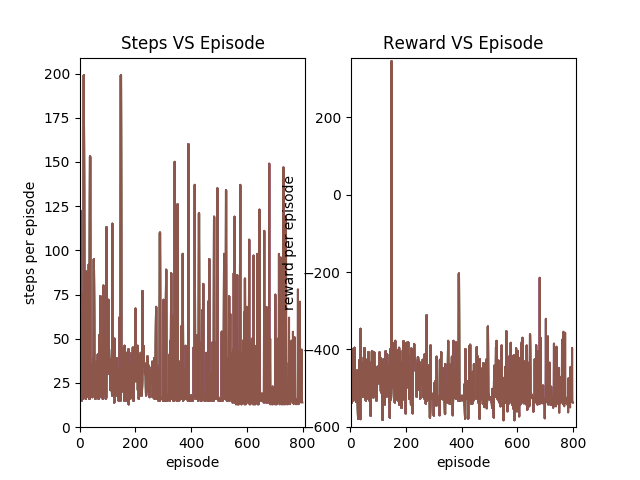 Steps VS Episode
Reward VS Episode
steps per episode
200
175
150
125
100
75
50
25
0
0 200 400 600 800
episode
reward per episode
200
0
−200
−400
−600
0 200 400 600 800
episode